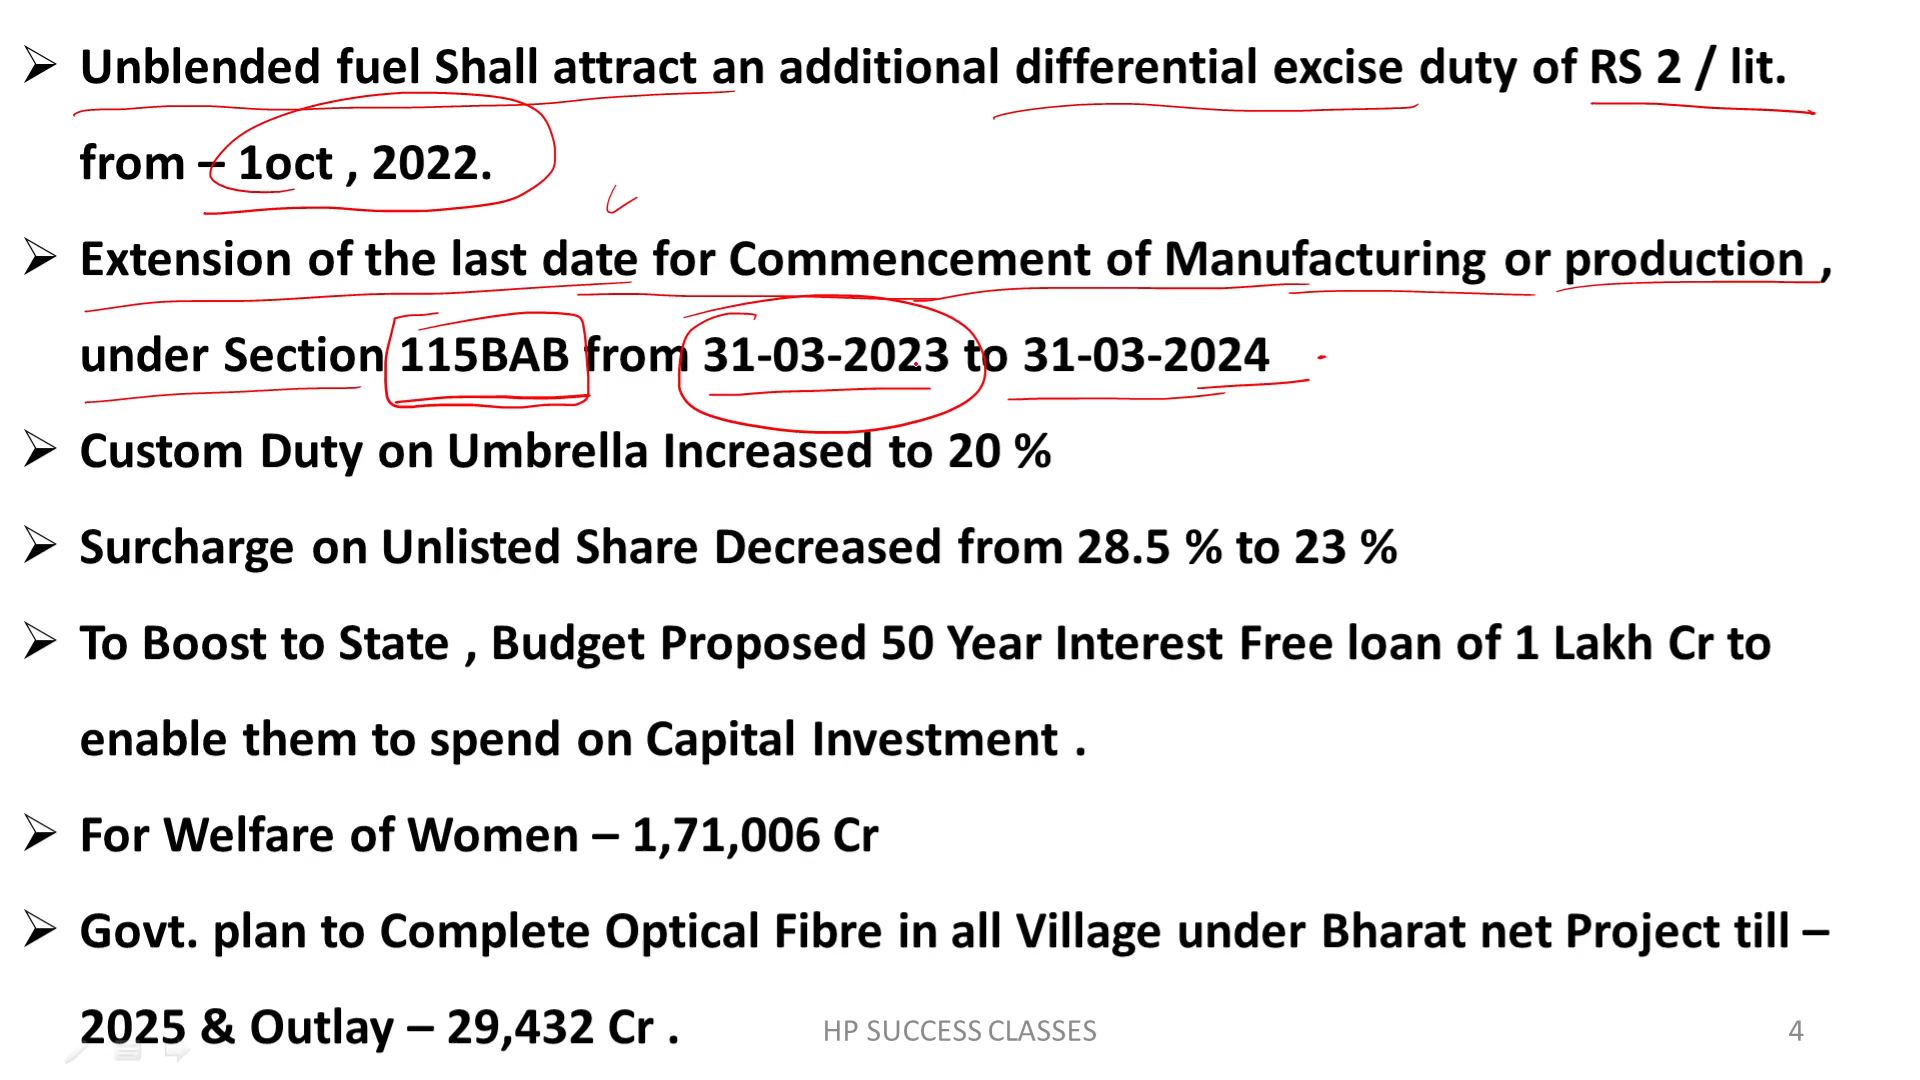 ➢ Unblended fuel Shall attract an additional differential excise duty of RS 2 / lit.
from – 1oct , 2022.
➢ Extension of the last date for Commencement of Manufacturing or production ,
under Section 115BAB from 31-03-2023 to 31-03-2024
➢ Custom Duty on Umbrella Increased to 20 %
➢ Surcharge on Unlisted Share Decreased from 28.5 % to 23 %
➢ To Boost to State , Budget Proposed 50 Year Interest Free loan of 1 Lakh Cr to
enable them to spend on Capital Investment .
➢ For Welfare of Women – 1,71,006 Cr
➢ Govt. plan to Complete Optical Fibre in all Village under Bharat net Project till –
2025 & Outlay – 29,432 Cr .
HP SUCCESS CLASSES
4